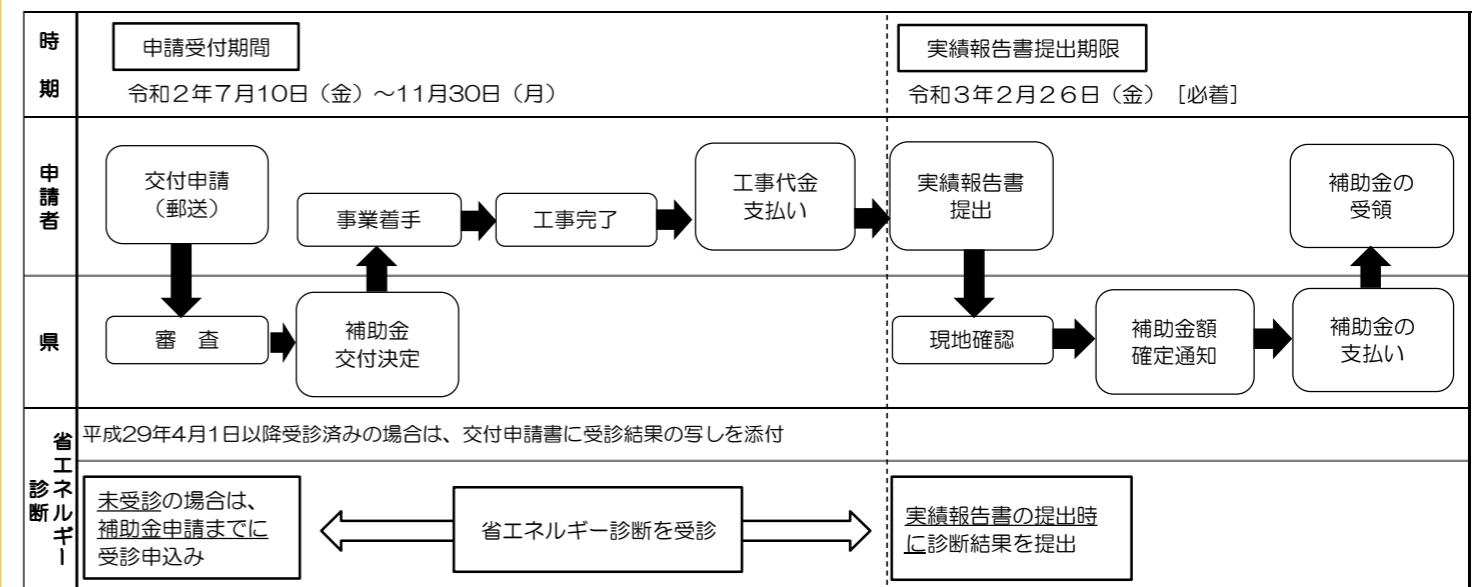 時期
申請受付期間
実績報告書提出期限
令和２年７月10日（金）～11月30日（月）
令和３年２月２６日（金）［必着］
申請者
交付申請
（郵送）
事業着手
工事完了
工事代金
支払い
実績報告書
提出
補助金の
受領
県
審　査
補助金
交付決定
現地確認
補助金額
確定通知
補助金の
支払い
省エネルギー
診断
平成29年４月１日以降受診済みの場合は、交付申請書に受診結果の写しを添付
未受診の場合は、
補助金申請までに
受診申込み
省エネルギー診断を受診
実績報告書の提出時
に診断結果を提出